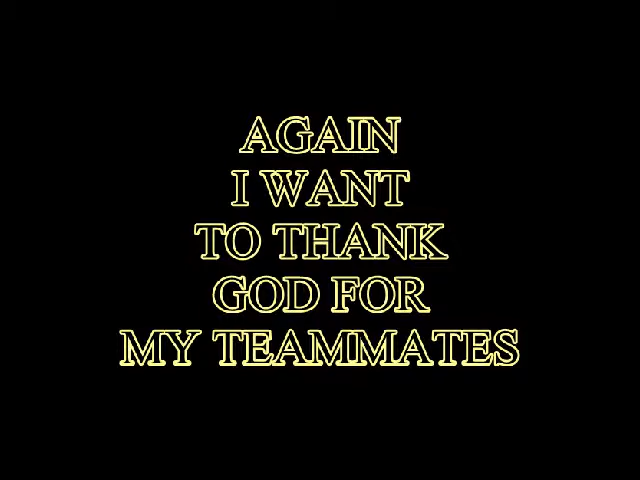 AGAIN
I WANT
TO THANK
GOD FOR
MY TEAMMATES